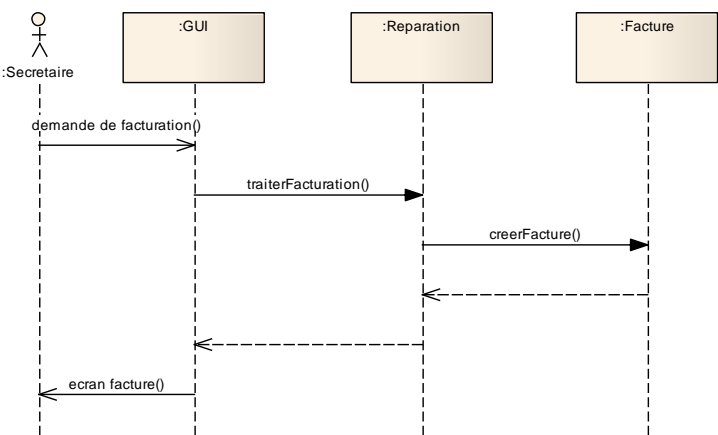 :Secretaire
:GUI
:Reparation
:Facture
demande de facturation()
traiterFacturation()
creerFacture()
ecran facture()